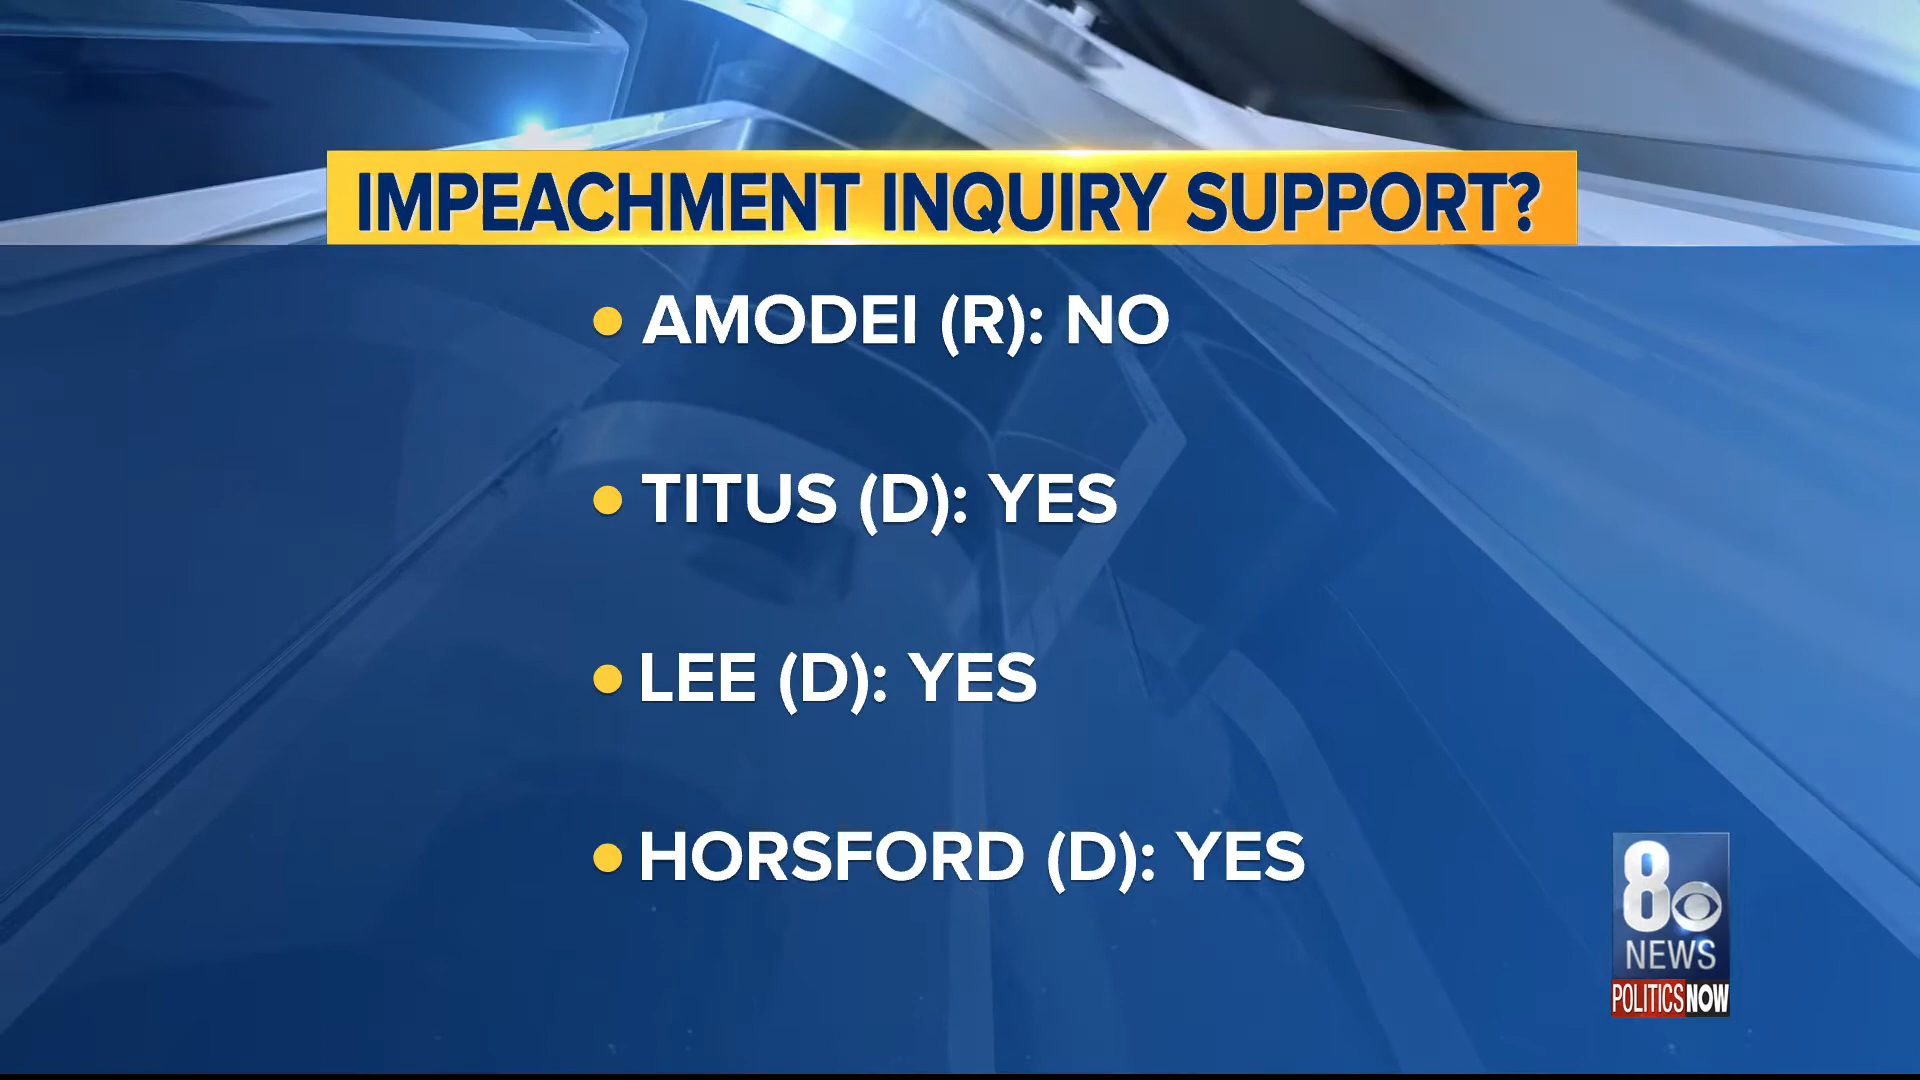 IMPEACHMENT INQUIRY SUPPORT?
• AMODEI (R): NO
• TITUS (D): YES
• LEE (D): YES
• HORSFORD (D): YES
8
NEWS
POLITICSNOW